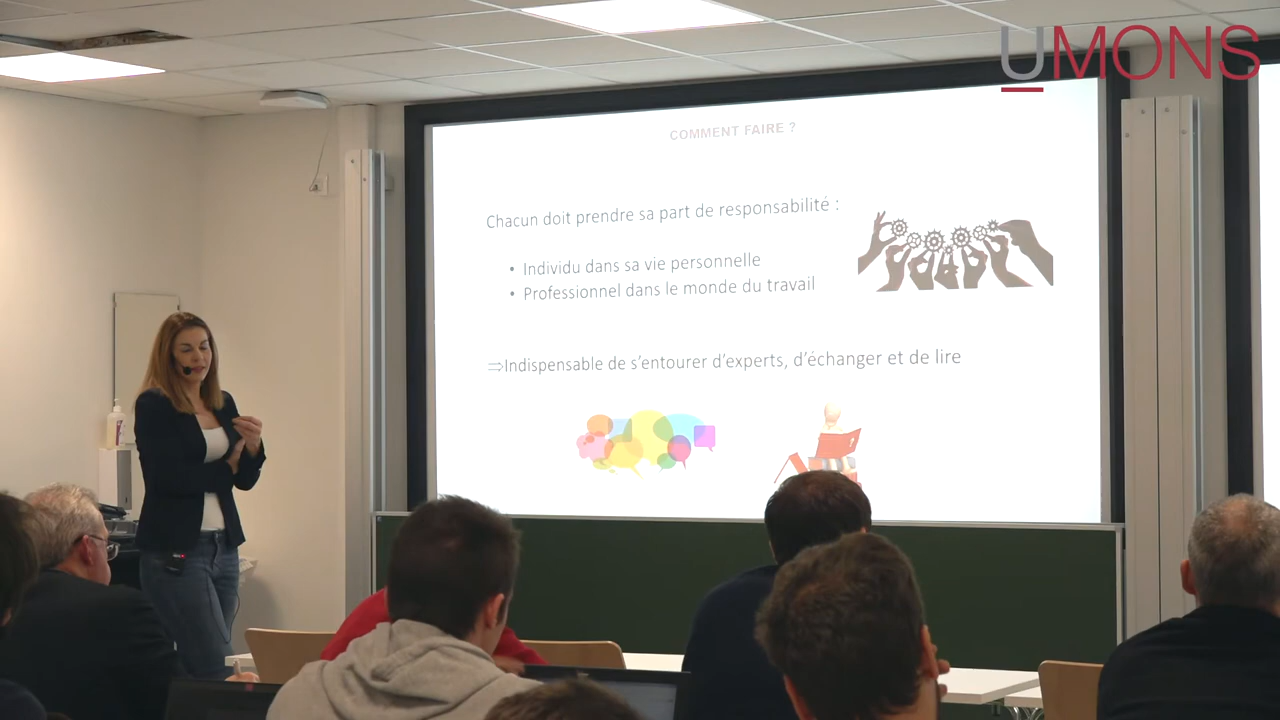 UMONS
COMMENT FAIRE ?
Chacun doit prendre sa part de responsabilité :
• Individu dans sa vie personnelle
• Professionnel dans le monde du travail
⇒Indispensable de s’entourer d’experts, d’échanger et de lire